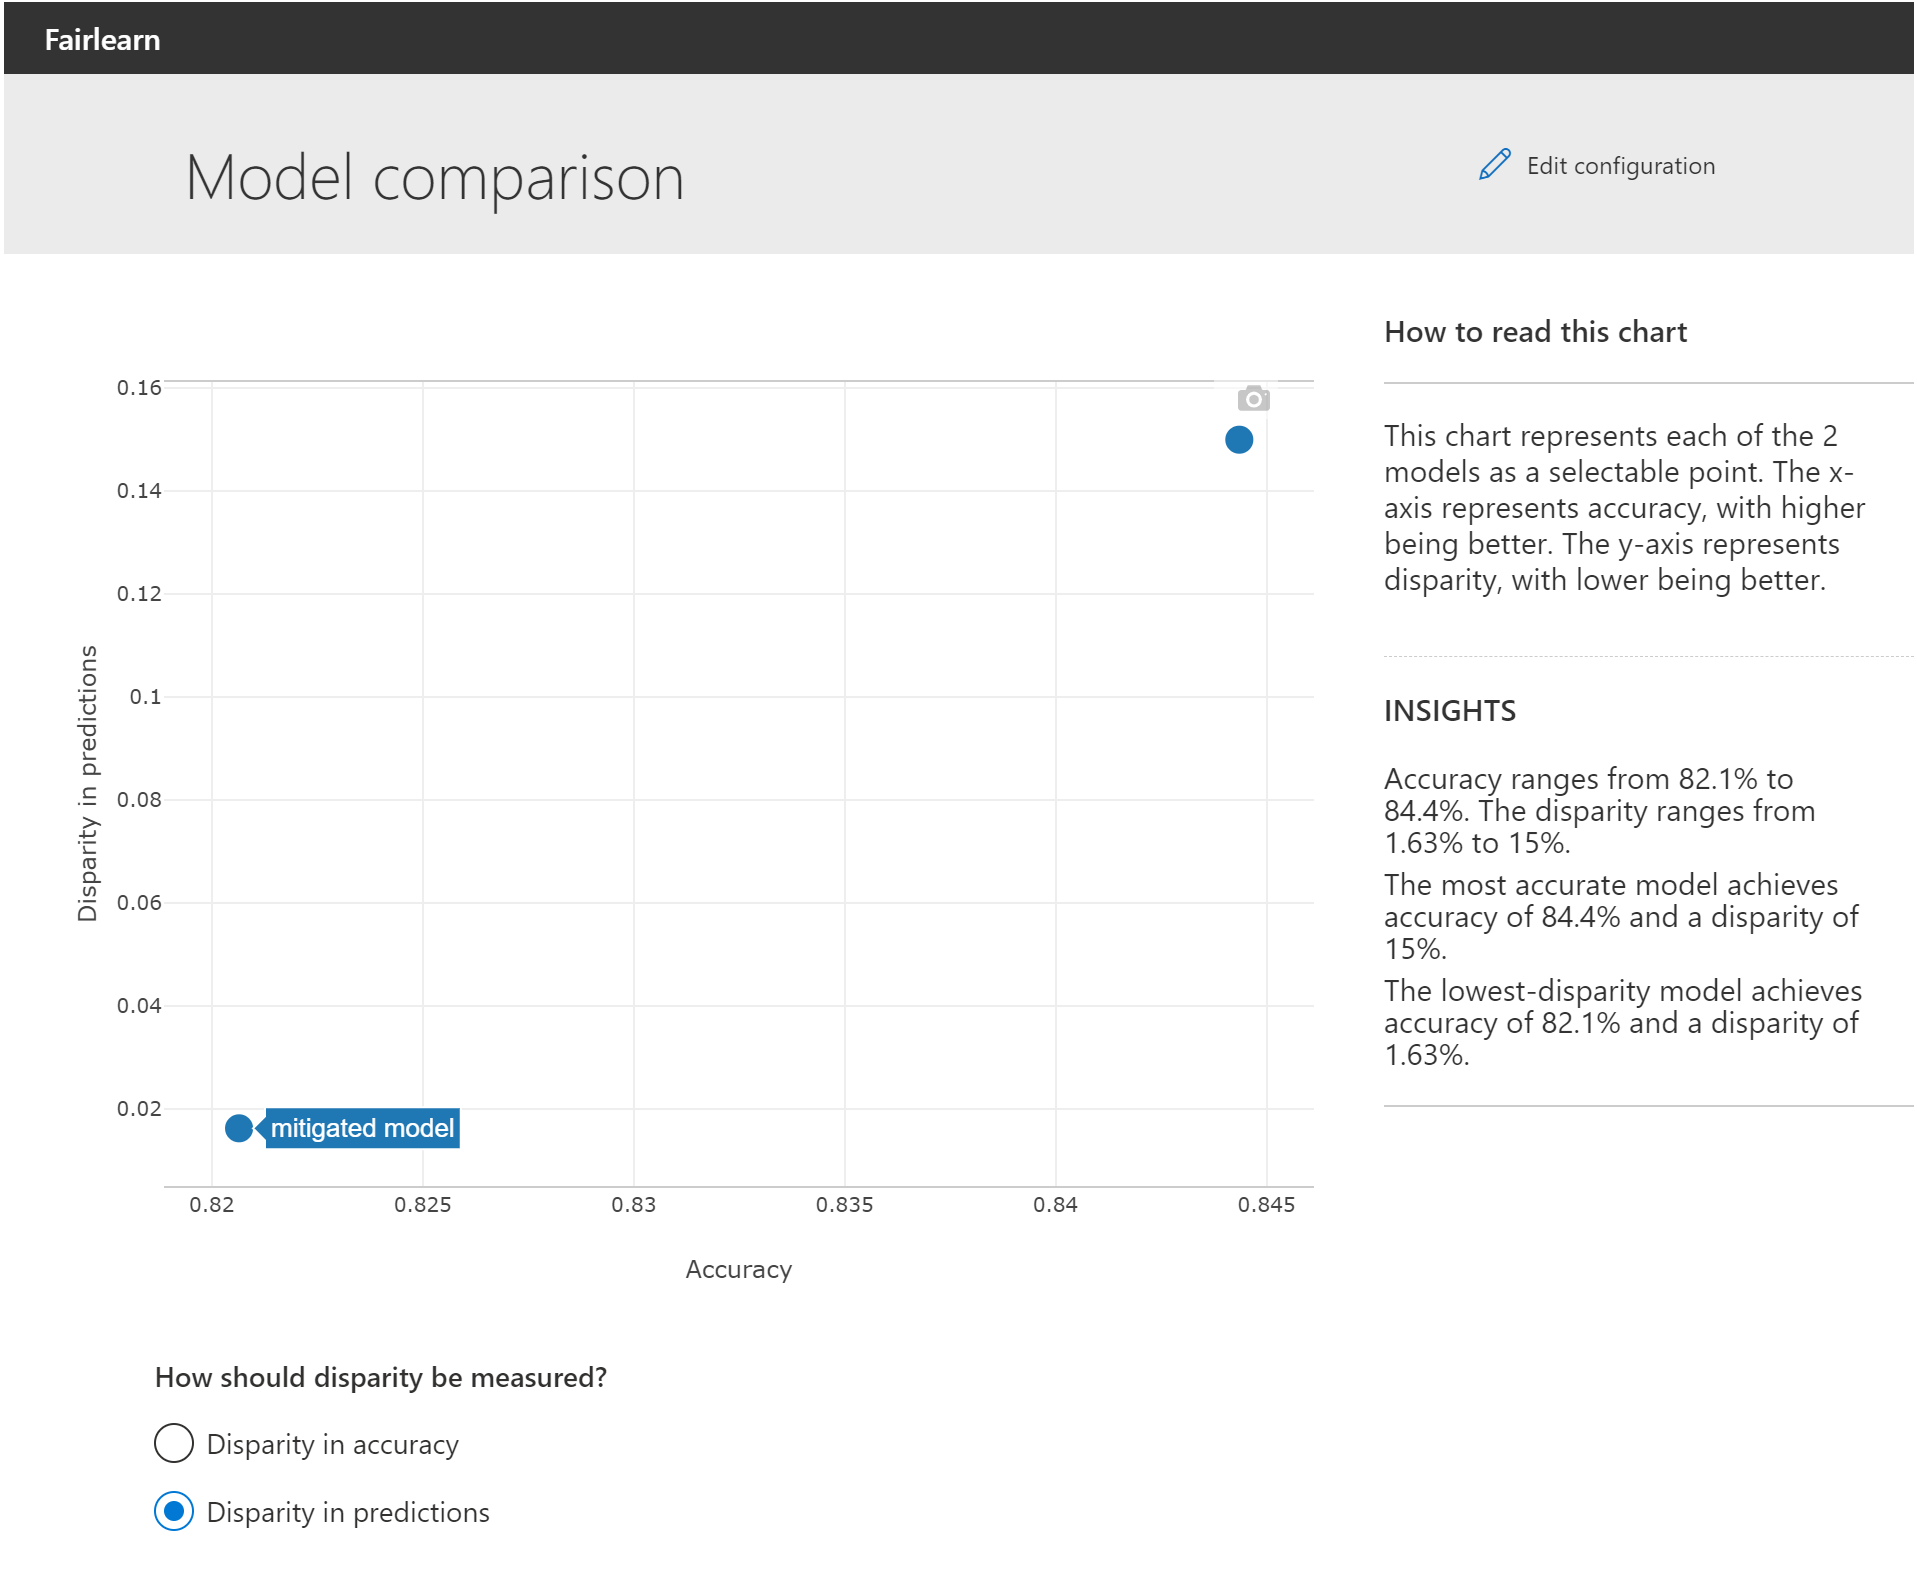 Fairlearn
Model comparison
Edit configuration
0.16
0.14
0.12
0.1
0.08
0.06
0.04
0.02
Disparity in predictions
mitigated model
0.82 0.825 0.83 0.835 0.84 0.845
Accuracy
How to read this chart
This chart represents each of the 2
models as a selectable point. The x-
axis represents accuracy, with higher
being better. The y-axis represents
disparity, with lower being better.
INSIGHTS
Accuracy ranges from 82.1% to
84.4%. The disparity ranges from
1.63% to 15%.
The most accurate model achieves
accuracy of 84.4% and a disparity of
15%.
The lowest-disparity model achieves
accuracy of 82.1% and a disparity of
1.63%.
How should disparity be measured?
Disparity in accuracy
Disparity in predictions